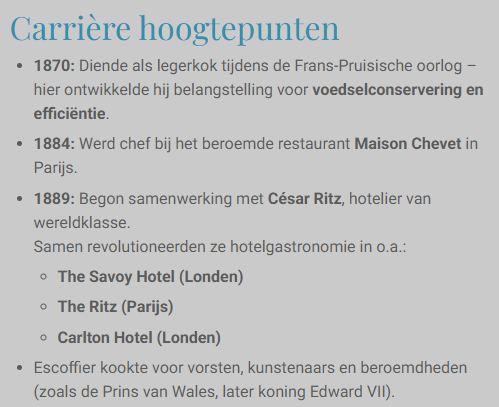 Carrière hoogtepunten
• 1870: Diende als legerkok tijdens de Frans-Pruisische oorlog –
hier ontwikkelde hij belangstelling voor voedselconservering en
efficiëntie.
• 1884: Werd chef bij het beroemde restaurant Maison Chevet in
Parijs.
• 1889: Begon samenwerking met César Ritz, hotelier van
wereldklasse.
Samen revolutioneerden ze hotelgastronomie in o.a.:
◦ The Savoy Hotel (Londen)
◦ The Ritz (Parijs)
◦ Carlton Hotel (Londen)
• Escoffier kookte voor vorsten, kunstenaars en beroemdheden
(zoals de Prins van Wales, later koning Edward VII).